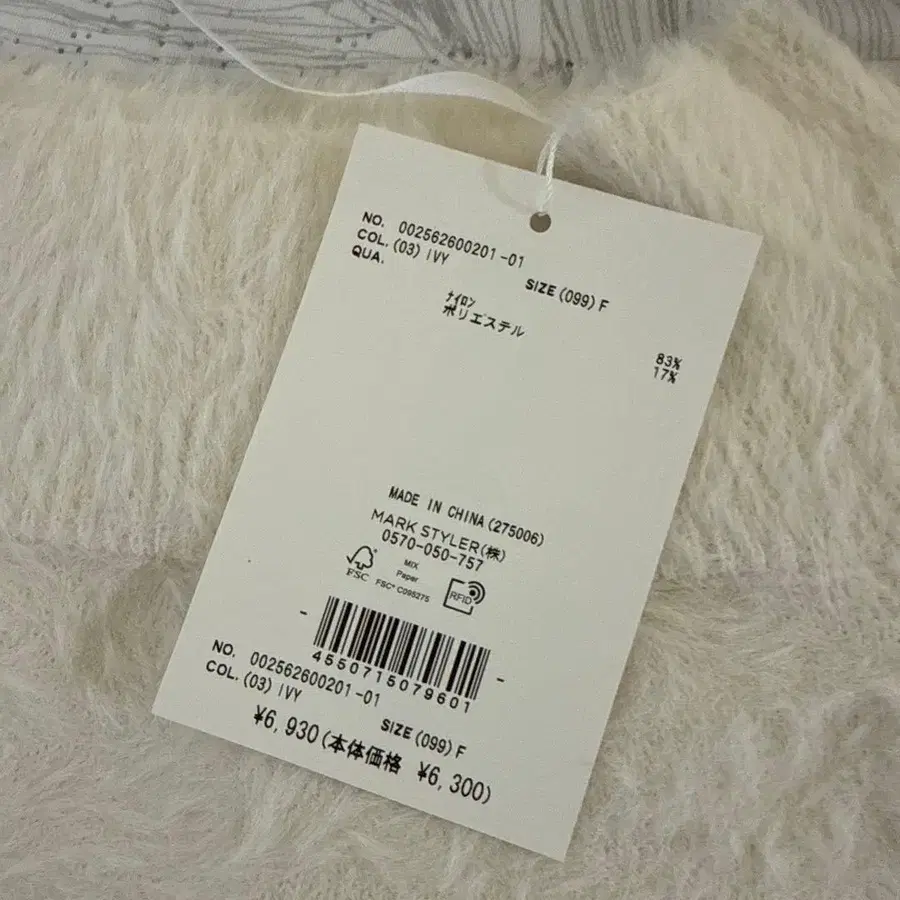 NO. 002562600201-01
COL. (03) IVY
QUA.
SIZE (099) F
ナイロン 83%
ポリエステル 17%
MADE IN CHINA (275006)
MARK STYLER(株)
0570-050-757
FSC
MIX
Paper
FSC® C095275
RFID
4550715079601
NO. 002562600201-01
COL. (03) IVY
SIZE (099) F
¥6,930(本体価格 ¥6,300)